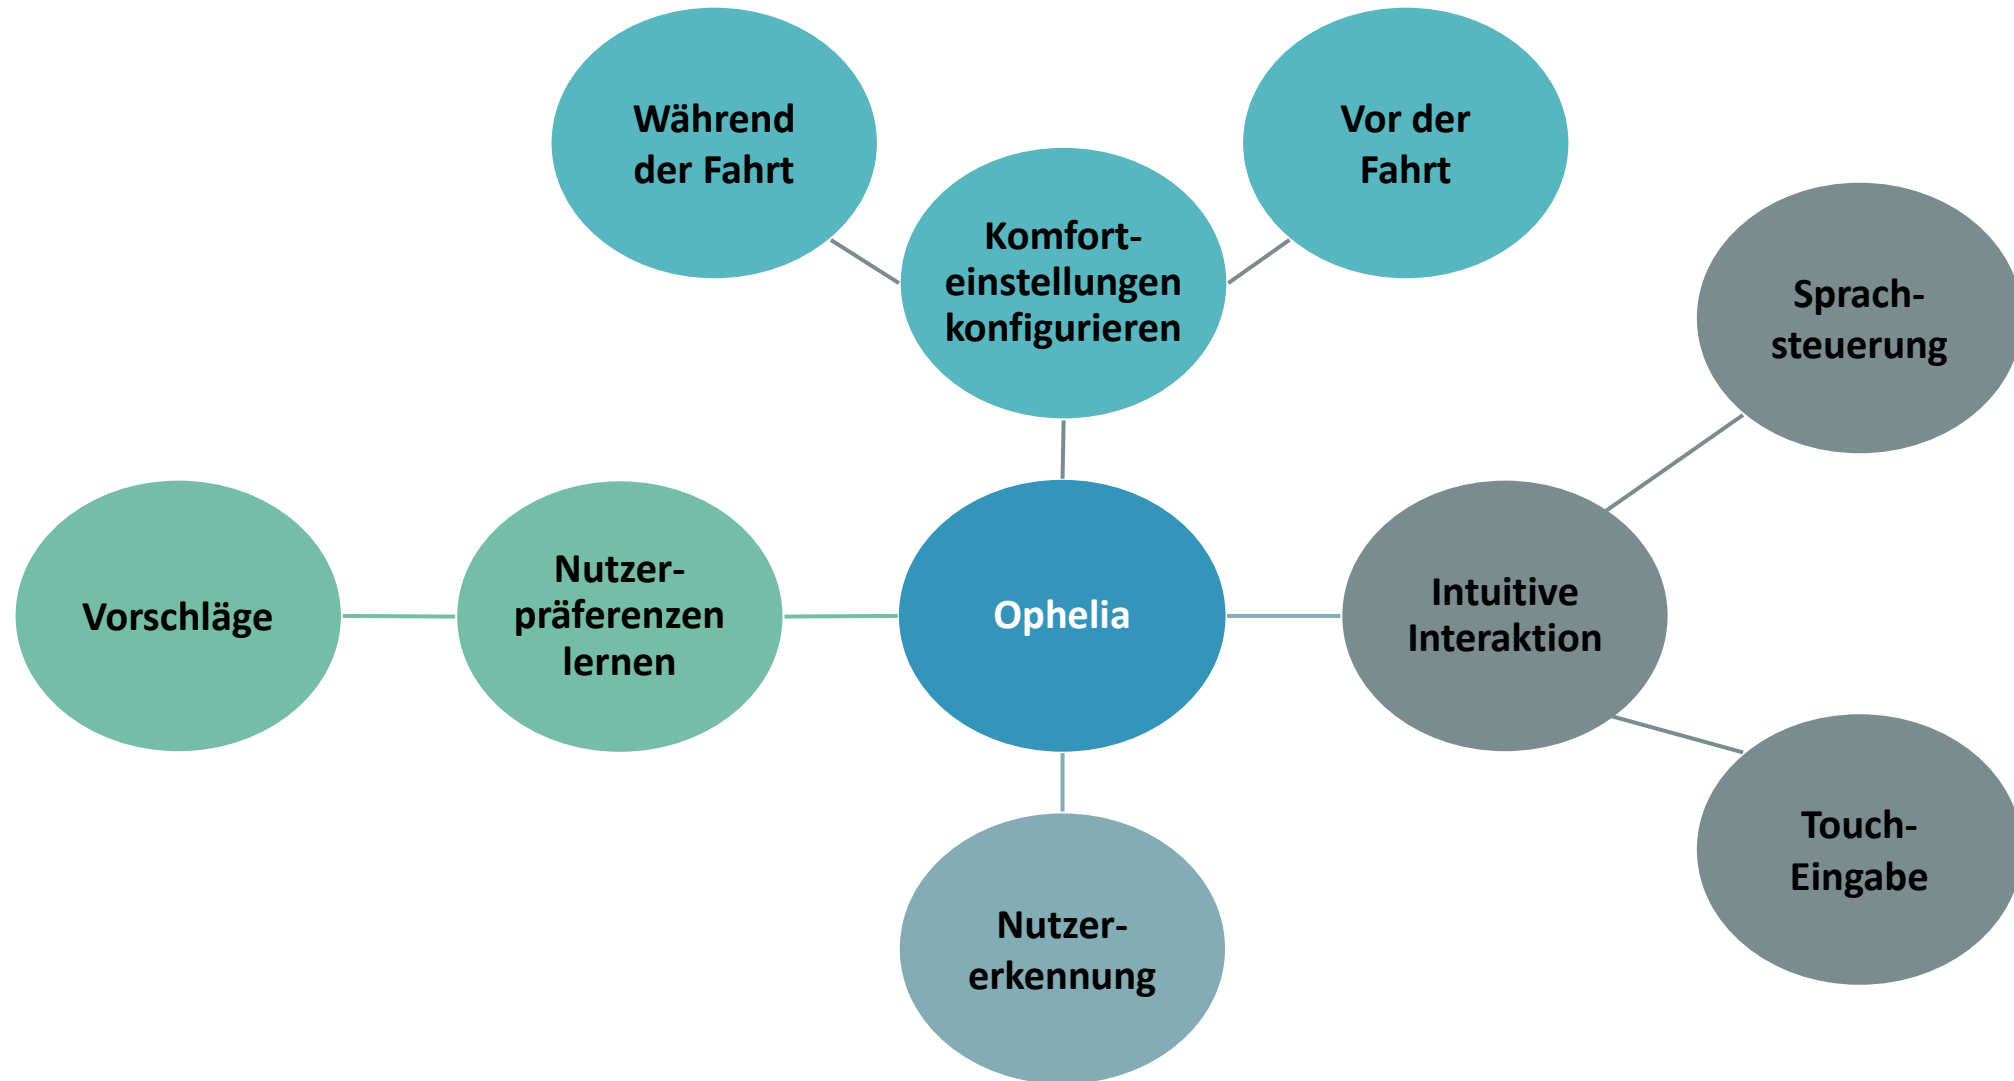 Während
der Fahrt
Vor der
Fahrt
Komfort-
einstellungen
konfigurieren
Sprach-
steuerung
Vorschläge
Nutzer-
präferenzen
lernen
Ophelia
Intuitive
Interaktion
Touch-
Eingabe
Nutzer-
erkennung